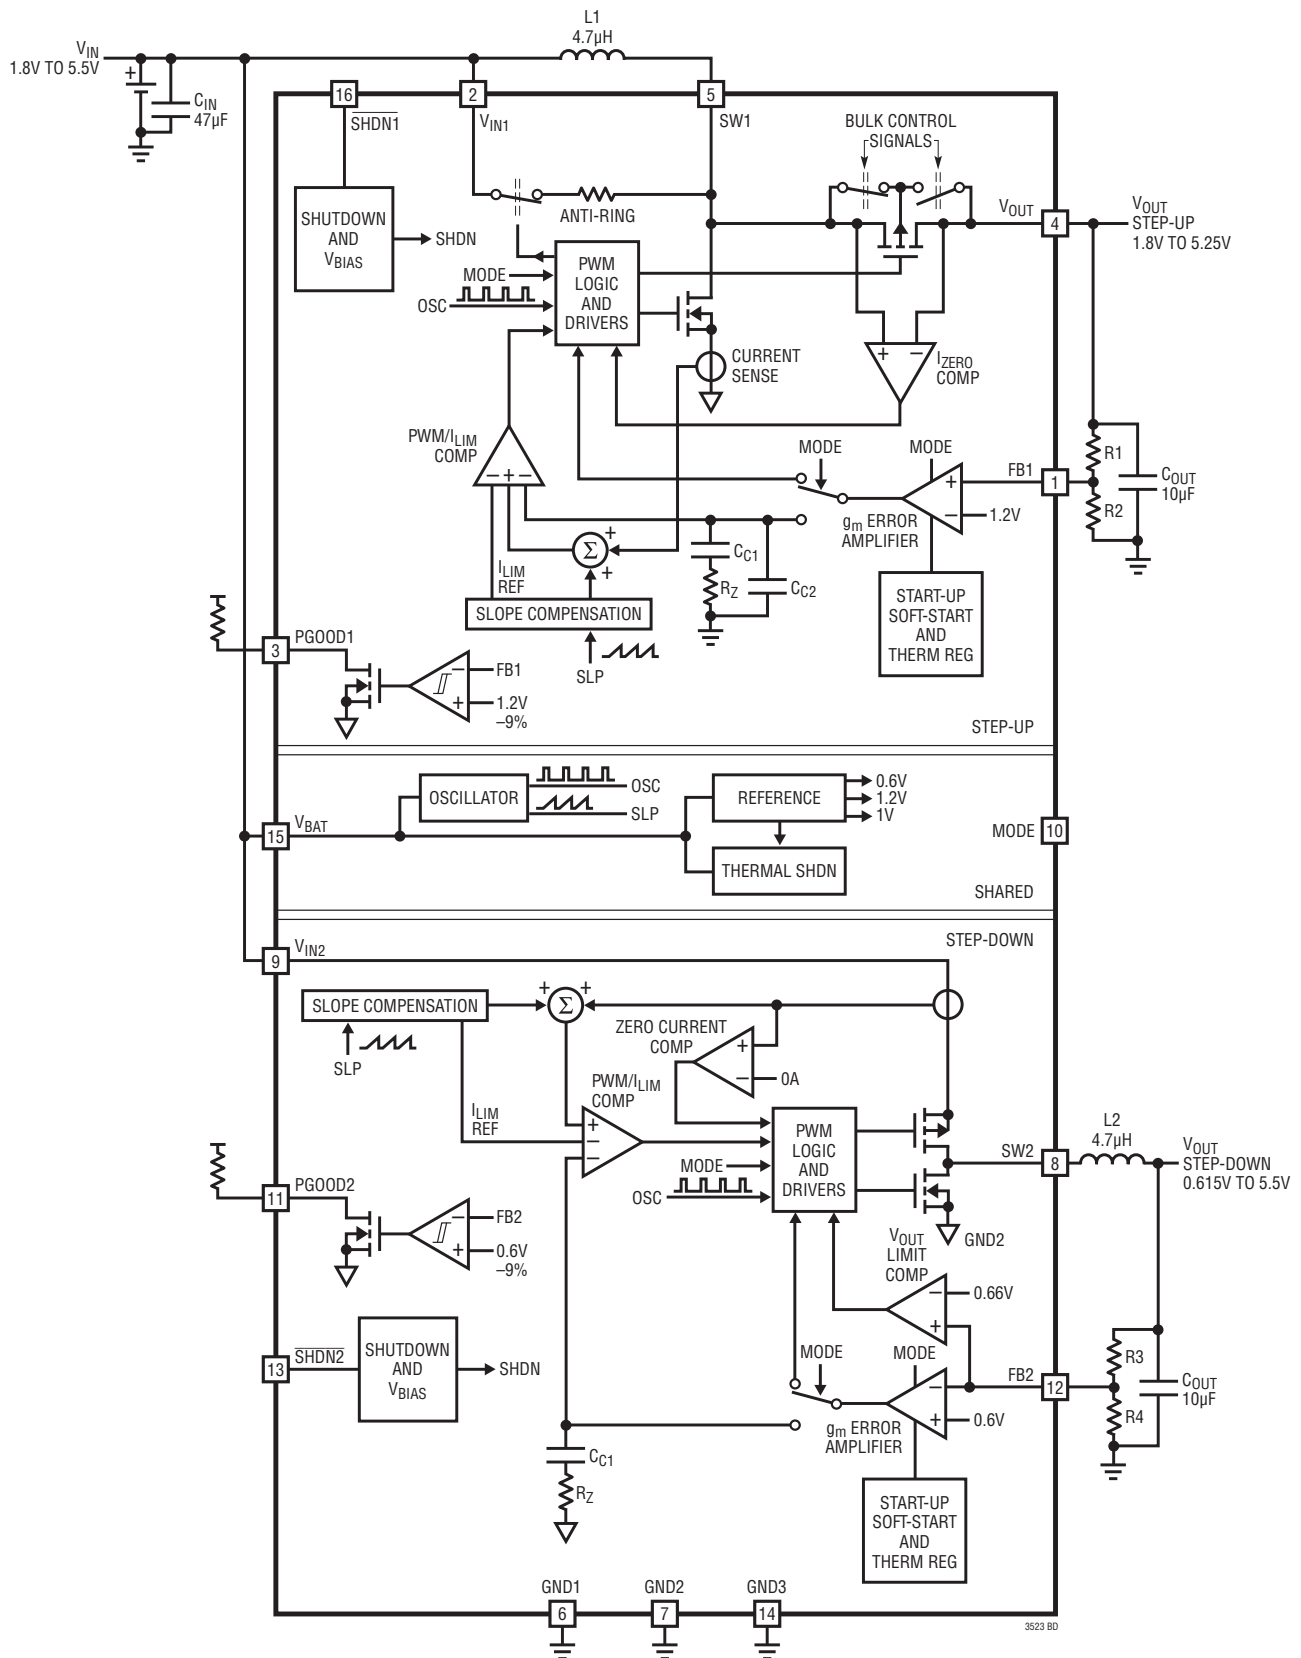 L1
4.7µH
VIN
1.8V TO 5.5V
+
CIN
47µF
16
SHDN1
2
VIN1
5
SW1
BULK CONTROL
SIGNALS
SHUTDOWN
AND
VBIAS
SHDN
ANTI-RING
VOUT
4
VOUT
STEP-UP
1.8V TO 5.25V
MODE
OSC
PWM
LOGIC
AND
DRIVERS
CURRENT
SENSE
+ –
IZERO
COMP
PWM/ILIM
COMP
– + –
MODE
MODE
+
–
1.2V
gm ERROR
AMPLIFIER
FB1
1
R1
R2
COUT
10µF
Σ
+
+
ILIM
REF
CC1
RZ
CC2
SLOPE COMPENSATION
SLP
START-UP
SOFT-START
AND
THERM REG
3
PGOOD1
–
+
FB1
1.2V
–9%
STEP-UP
OSCILLATOR
OSC
SLP
REFERENCE
0.6V
1.2V
1V
15
VBAT
THERMAL SHDN
MODE
10
SHARED
9
VIN2
STEP-DOWN
SLOPE COMPENSATION
+
+
Σ
SLP
ZERO CURRENT
COMP
+
–
0A
ILIM
REF
PWM/ILIM
COMP
+
–
–
MODE
OSC
PWM
LOGIC
AND
DRIVERS
SW2
8
L2
4.7µH
VOUT
STEP-DOWN
0.615V TO 5.5V
GND2
11
PGOOD2
–
+
FB2
0.6V
–9%
VOUT
LIMIT
COMP
–
+
0.66V
13
SHDN2
SHUTDOWN
AND
VBIAS
SHDN
MODE
MODE
–
+
0.6V
gm ERROR
AMPLIFIER
FB2
12
R3
R4
COUT
10µF
CC1
RZ
START-UP
SOFT-START
AND
THERM REG
GND1
6
GND2
7
GND3
14
3523 BD